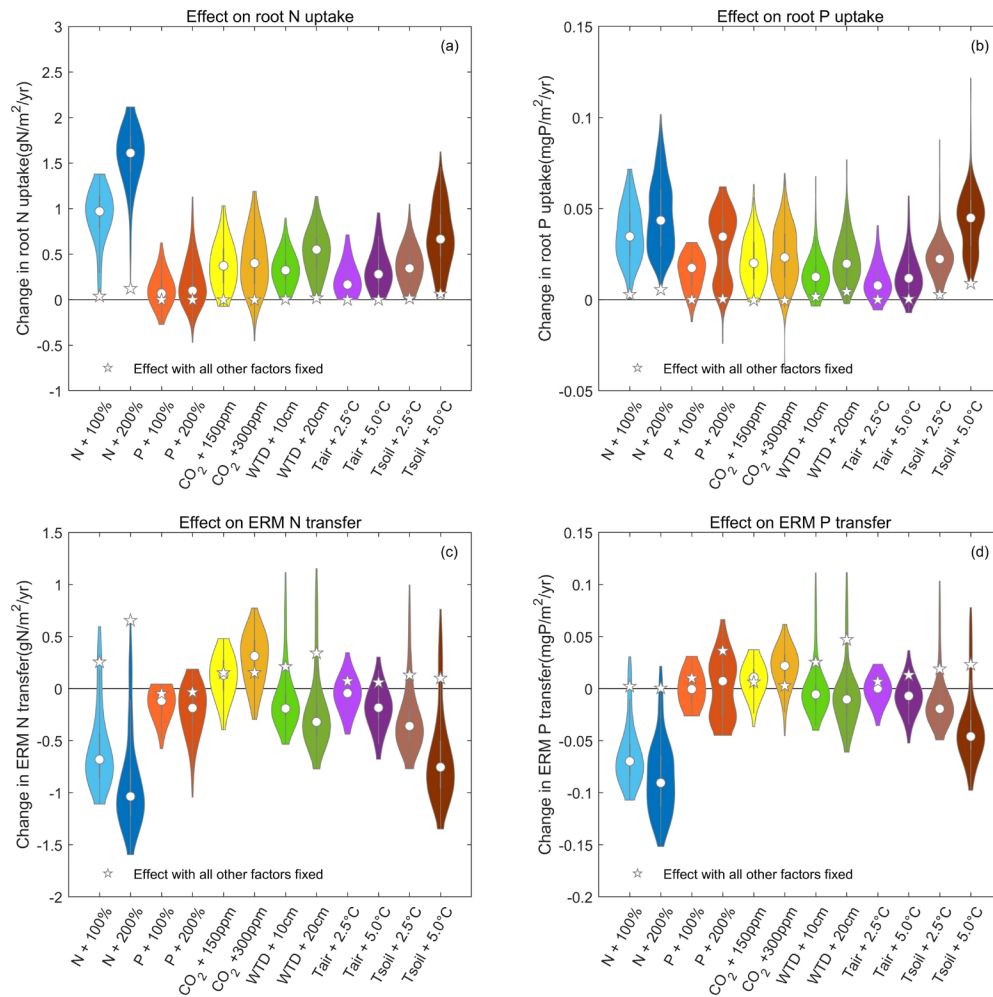 Effect on root N uptake
(a)
Change in root N uptake(gN/m²/yr)
3
2.5
2
1.5
1
0.5
0
-0.5
-1
☆ Effect with all other factors fixed
N + 100%
N + 200%
P + 100%
P + 200%
CO₂ + 150ppm
CO₂ +300ppm
WTD + 10cm
WTD + 20cm
Tair + 2.5°C
Tair + 5.0°C
Tsoil + 2.5°C
Tsoil + 5.0°C
Effect on root P uptake
(b)
Change in root P uptake(mgP/m²/yr)
0.15
0.1
0.05
0
-0.05
☆ Effect with all other factors fixed
N + 100%
N + 200%
P + 100%
P + 200%
CO₂ + 150ppm
CO₂ +300ppm
WTD + 10cm
WTD + 20cm
Tair + 2.5°C
Tair + 5.0°C
Tsoil + 2.5°C
Tsoil + 5.0°C
Effect on ERM N transfer
(c)
Change in ERM N transfer(gN/m²/yr)
1.5
1
0.5
0
-0.5
-1
-1.5
-2
☆ Effect with all other factors fixed
N + 100%
N + 200%
P + 100%
P + 200%
CO₂ + 150ppm
CO₂ +300ppm
WTD + 10cm
WTD + 20cm
Tair + 2.5°C
Tair + 5.0°C
Tsoil + 2.5°C
Tsoil + 5.0°C
Effect on ERM P transfer
(d)
Change in ERM P transfer(mgP/m²/yr)
0.15
0.1
0.05
0
-0.05
-0.1
-0.15
-0.2
☆ Effect with all other factors fixed
N + 100%
N + 200%
P + 100%
P + 200%
CO₂ + 150ppm
CO₂ +300ppm
WTD + 10cm
WTD + 20cm
Tair + 2.5°C
Tair + 5.0°C
Tsoil + 2.5°C
Tsoil + 5.0°C